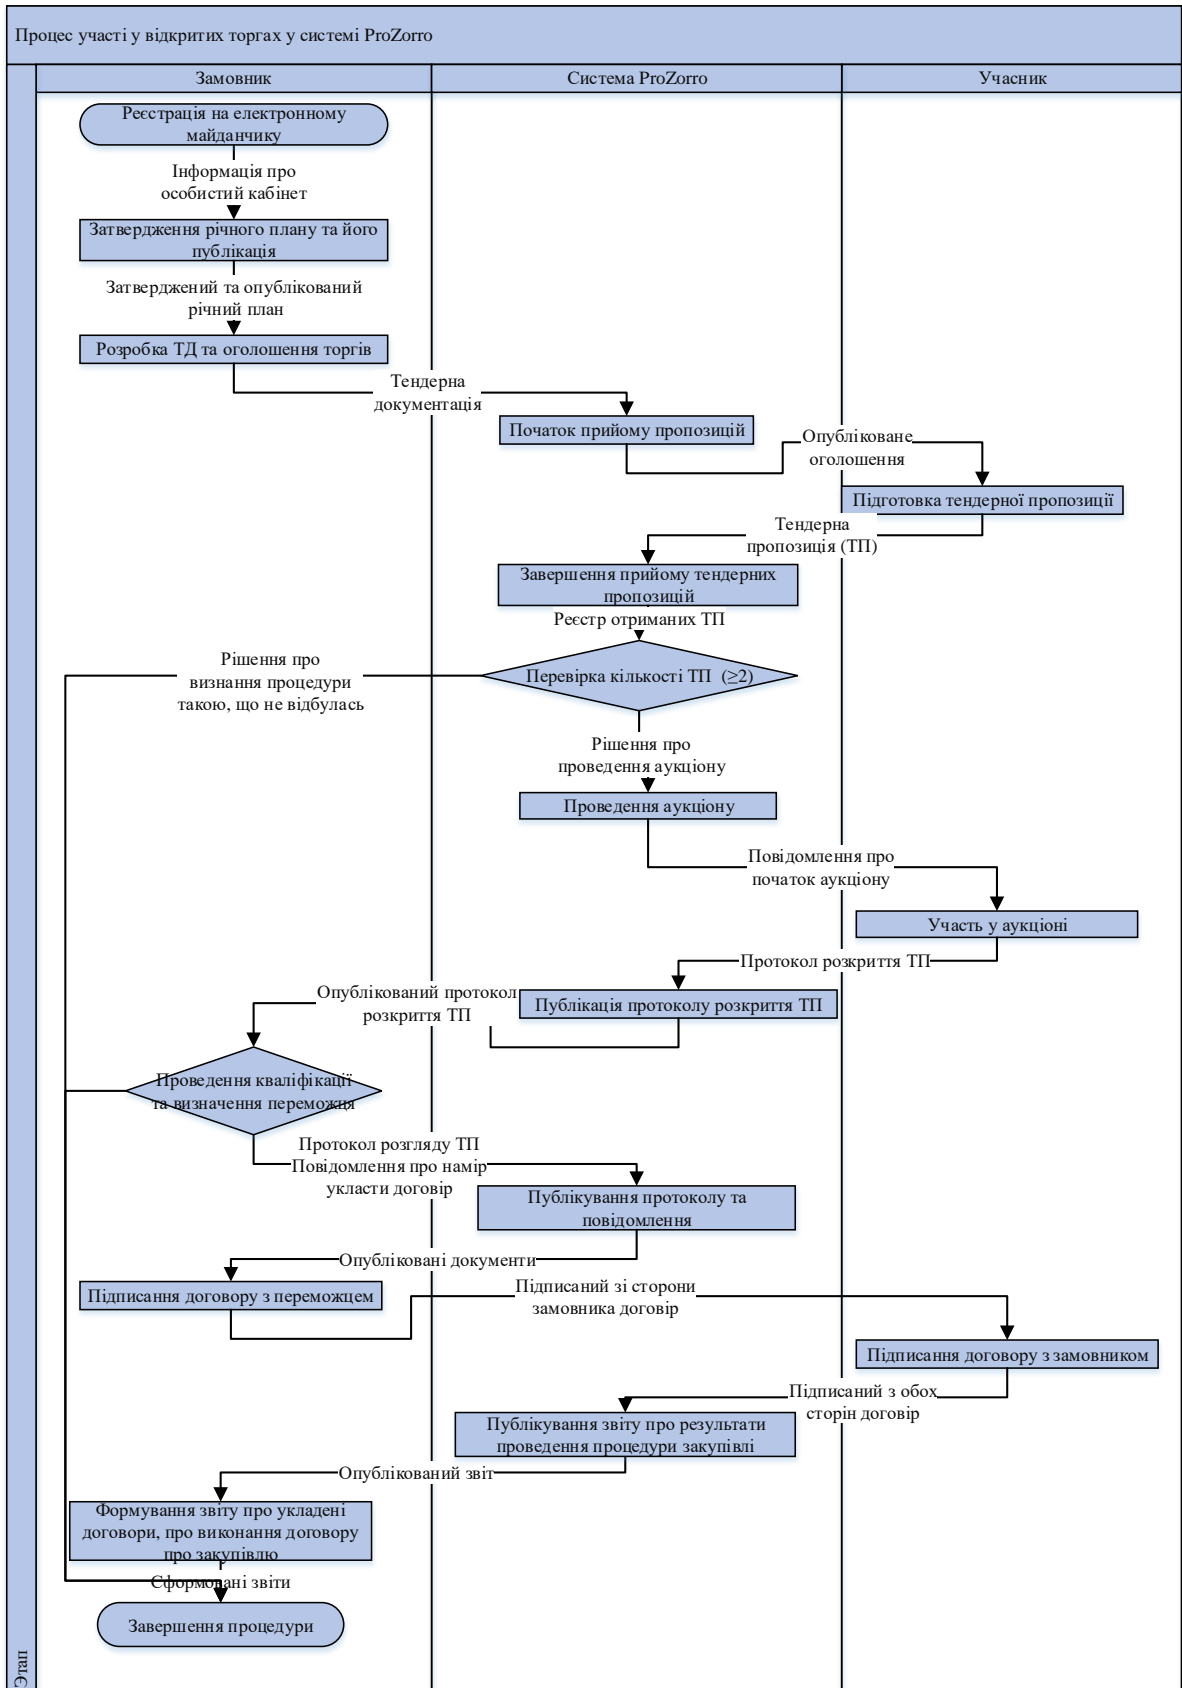 Процес участі у відкритих торгах у системі ProZorro
Замовник
Система ProZorro
Учасник
Реєстрація на електронному
майданчику
Інформація про
особистий кабінет
Затвердження річного плану та його
публікація
Затверджений та опублікований
річний план
Розробка ТД та оголошення торгів
Тендерна
документація
Початок прийому пропозицій
Опубліковане
оголошення
Підготовка тендерної пропозиції
Тендерна
пропозиція (ТП)
Завершення прийому тендерних
пропозицій
Реєстр отриманих ТП
Перевірка кількості ТП (≥2)
Рішення про
визнання процедури
такою, що не відбулась
Рішення про
проведення аукціону
Проведення аукціону
Повідомлення про
початок аукціону
Участь у аукціоні
Протокол розкриття ТП
Публікація протоколу розкриття ТП
Опублікований протокол
розкриття ТП
Проведення кваліфікації
та визначення переможця
Протокол розгляду ТП
Повідомлення про намір
укласти договір
Публікування протоколу та
повідомлення
Опубліковані документи
Підписання договору з переможцем
Підписаний зі сторони
замовника договір
Підписання договору з замовником
Підписаний з обох
сторін договір
Публікування звіту про результати
проведення процедури закупівлі
Опублікований звіт
Формування звіту про укладені
договори, про виконання договору
про закупівлю
Сформовані звіти
Завершення процедури
Этап